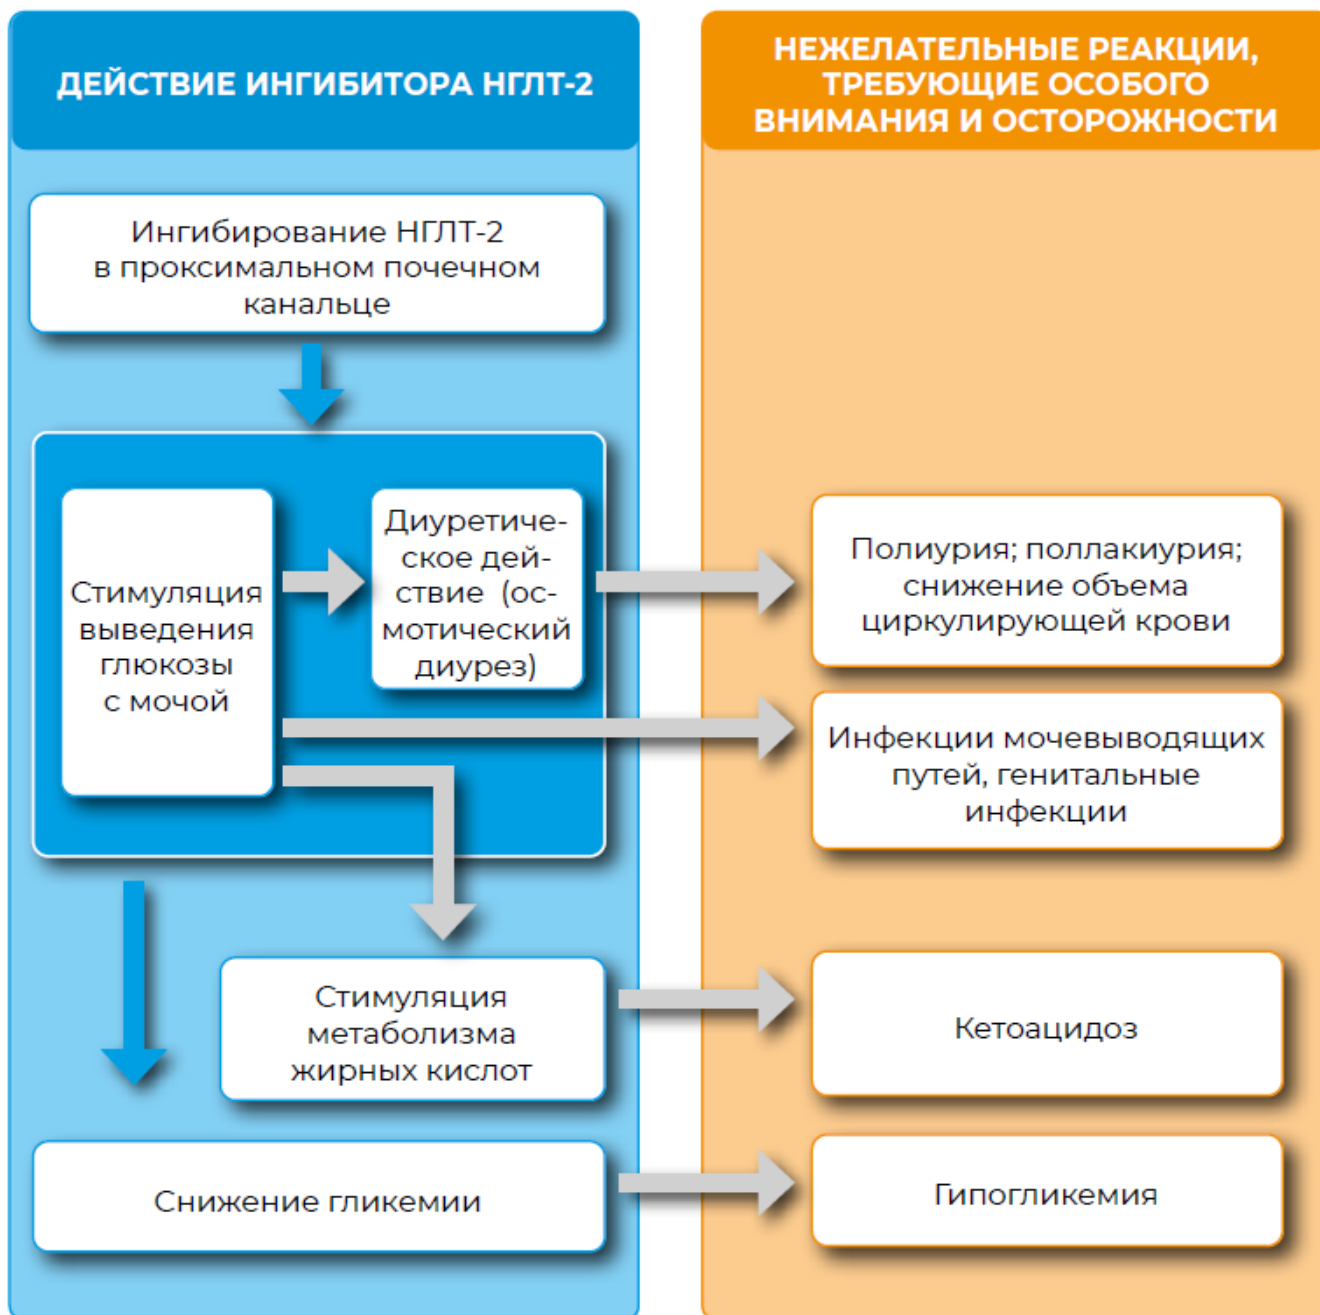 ДЕЙСТВИЕ ИНГИБИТОРА НГЛТ-2
НЕЖЕЛАТЕЛЬНЫЕ РЕАКЦИИ,
ТРЕБУЮЩИЕ ОСОБОГО
ВНИМАНИЯ И ОСТОРОЖНОСТИ
Ингибирование НГЛТ-2
в проксимальном почечном
канальце
Стимуляция
выведения
глюкозы
с мочой
Диуретиче-
ское дей-
ствие (ос-
мотический
диурез)
Полиурия; поллакиурия;
снижение объема
циркулирующей крови
Инфекции мочевыводящих
путей, генитальные
инфекции
Стимуляция
метаболизма
жирных кислот
Кетоацидоз
Снижение гликемии
Гипогликемия